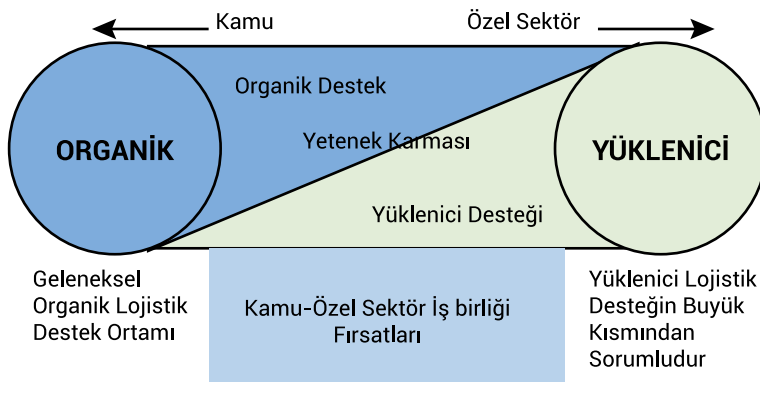 Kamu
Özel Sektör
Organik Destek
ORGANİK
Yetenek Karması
YÜKLENİCİ
Yüklenici Desteği
Geleneksel
Organik Lojistik
Destek Ortamı
Kamu-Özel Sektör İş birliği
Fırsatları
Yüklenici Lojistik
Desteğin Buyük
Kısmından
Sorumludur